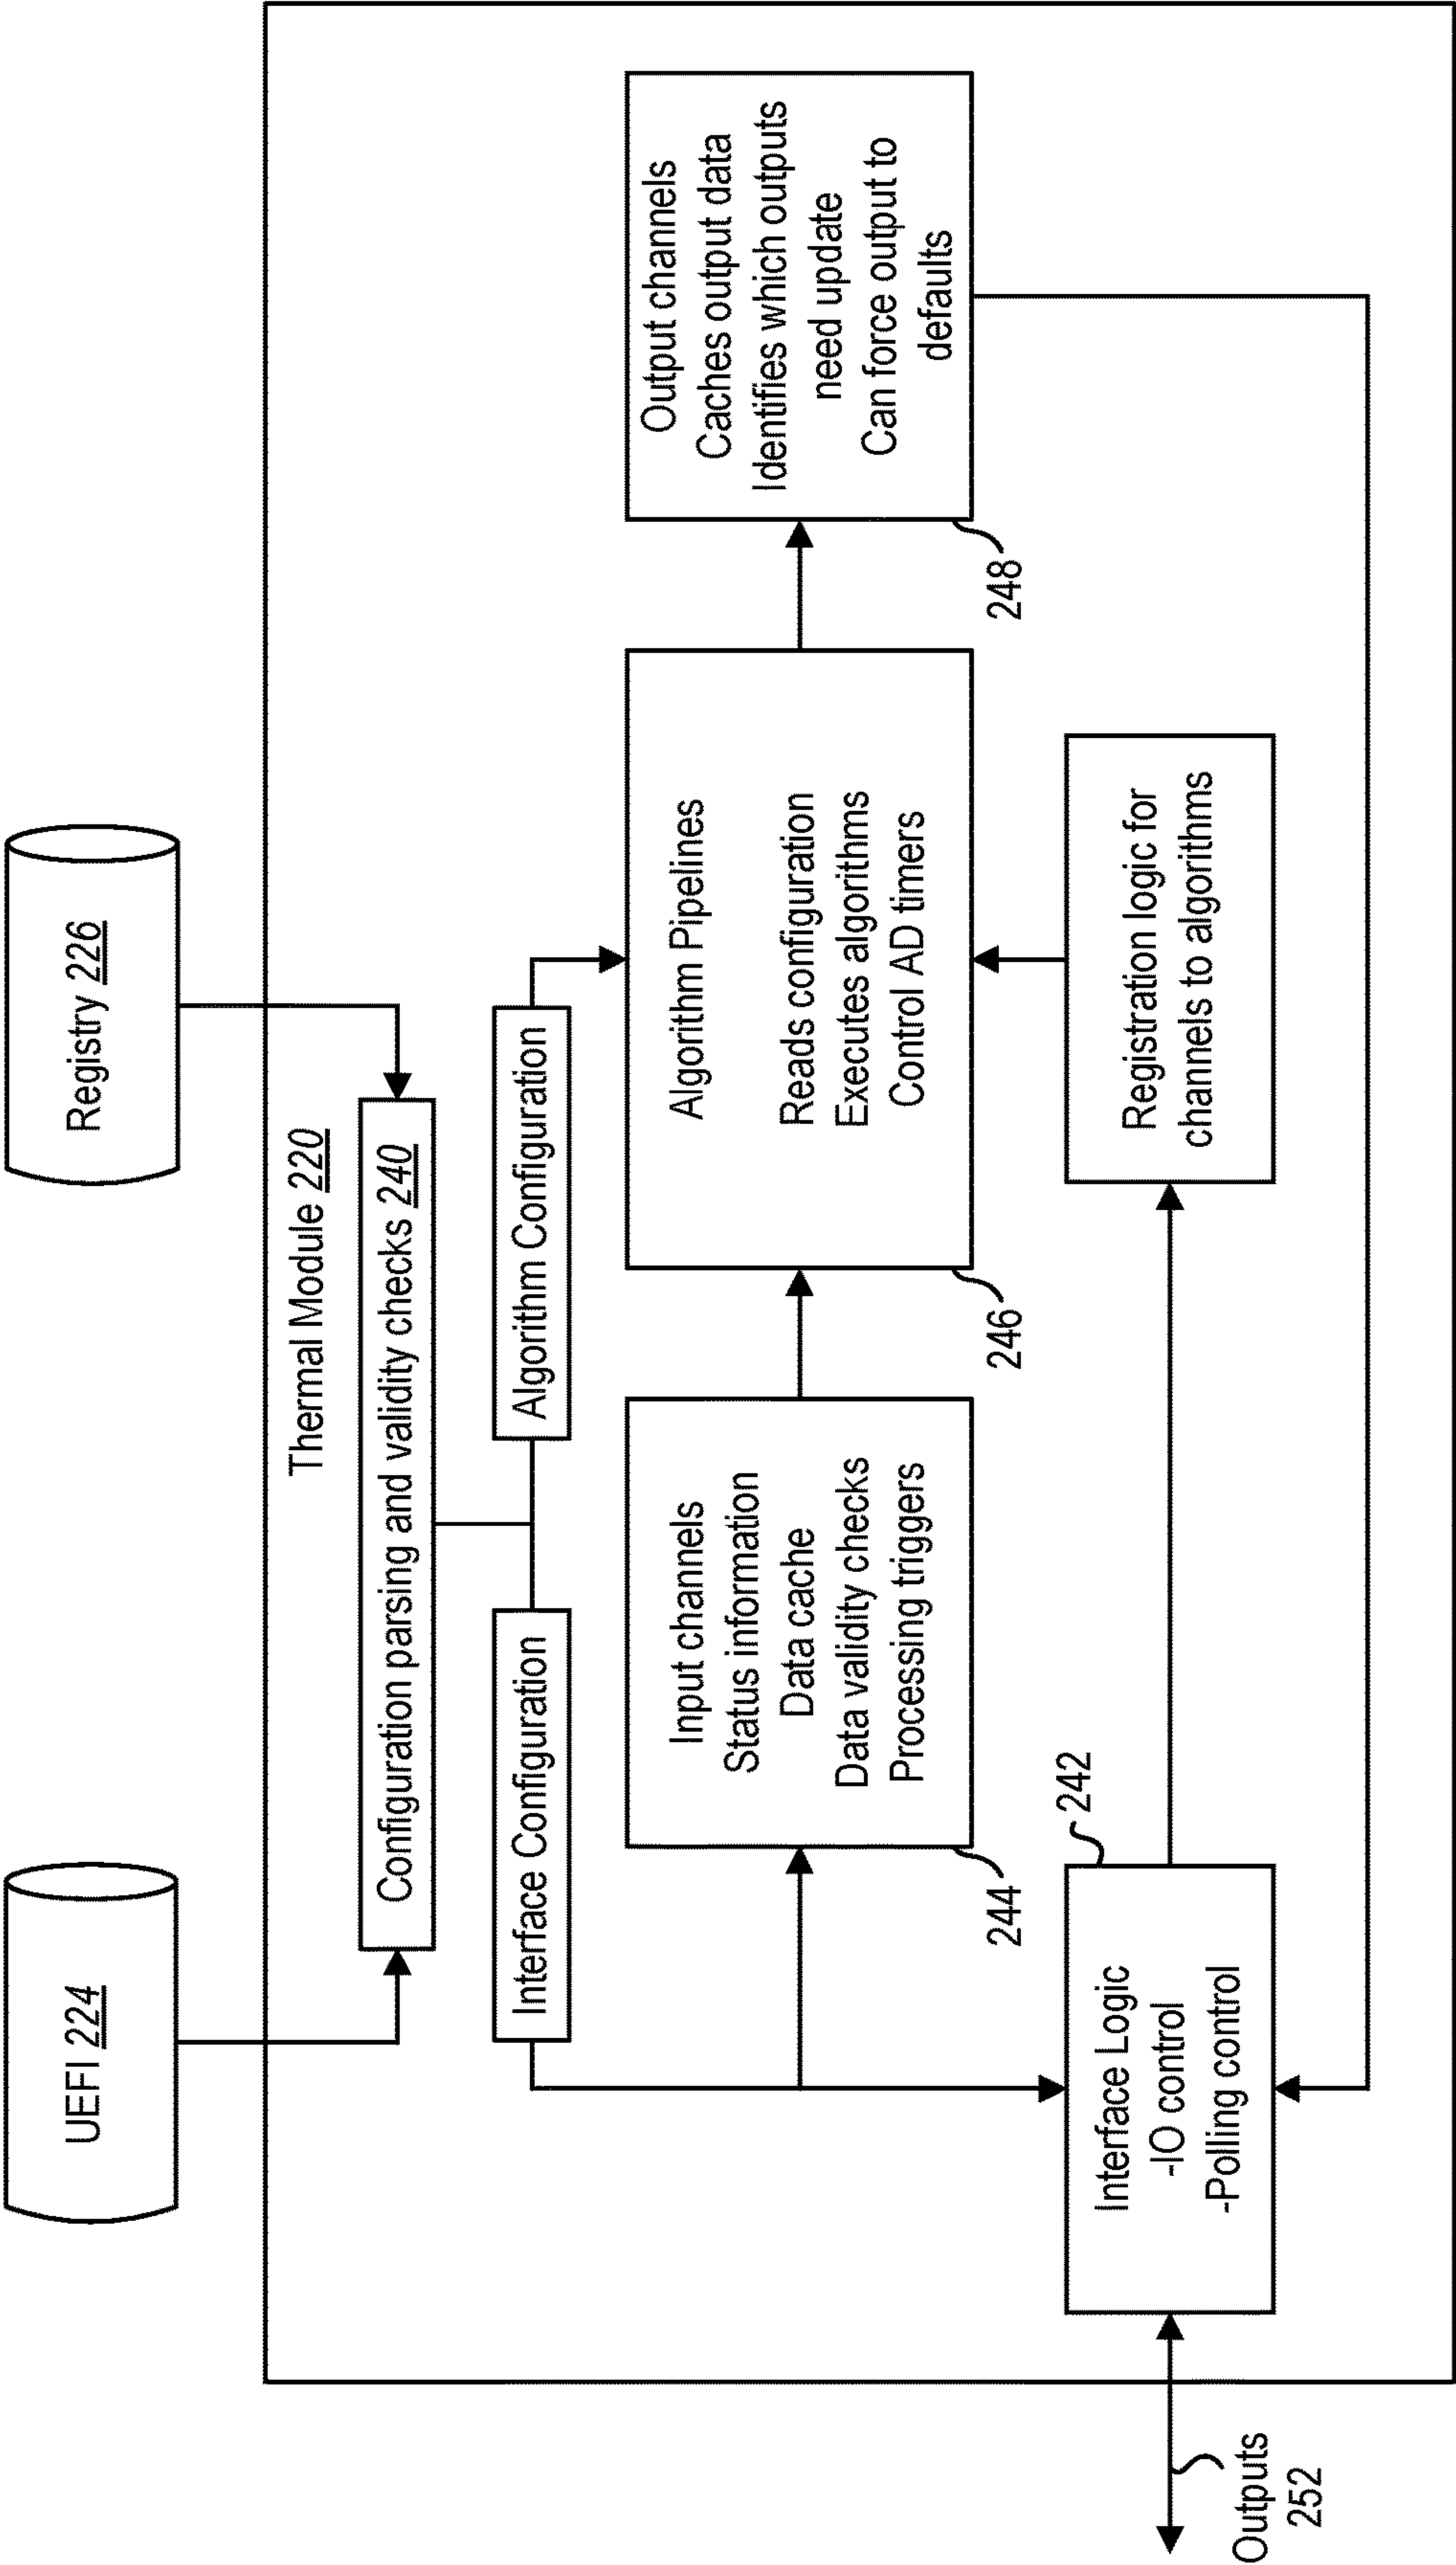 UEFI 224
Registry 226
Thermal Module 220
Configuration parsing and validity checks 240
Interface Configuration
Algorithm Configuration
Input channels
Status information
Data cache
Data validity checks
Processing triggers
244
Algorithm Pipelines
Reads configuration
Executes algorithms
Control AD timers
246
Output channels
Caches output data
Identifies which outputs
need update
Can force output to
defaults
248
Interface Logic
-IO control
-Polling control
242
Registration logic for
channels to algorithms
Outputs
252